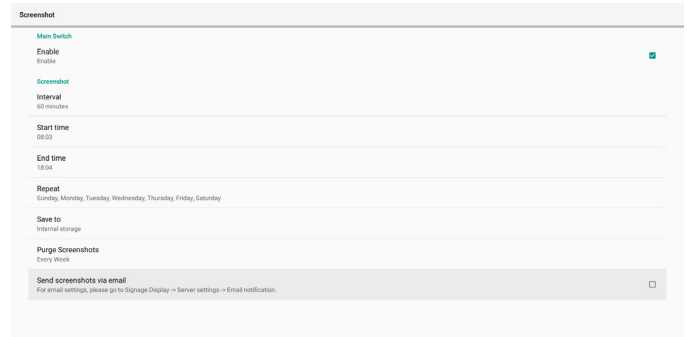 Screenshot
Main Switch
Enable
Enable
Screenshot
Interval
60 minutes
Start time
08:03
End time
18:04
Repeat
Sunday, Monday, Tuesday, Wednesday, Thursday, Friday, Saturday
Save to
Internal storage
Purge Screenshots
Every Week
Send screenshots via email
For email settings, please go to Signage Display -> Server settings -> Email notification.